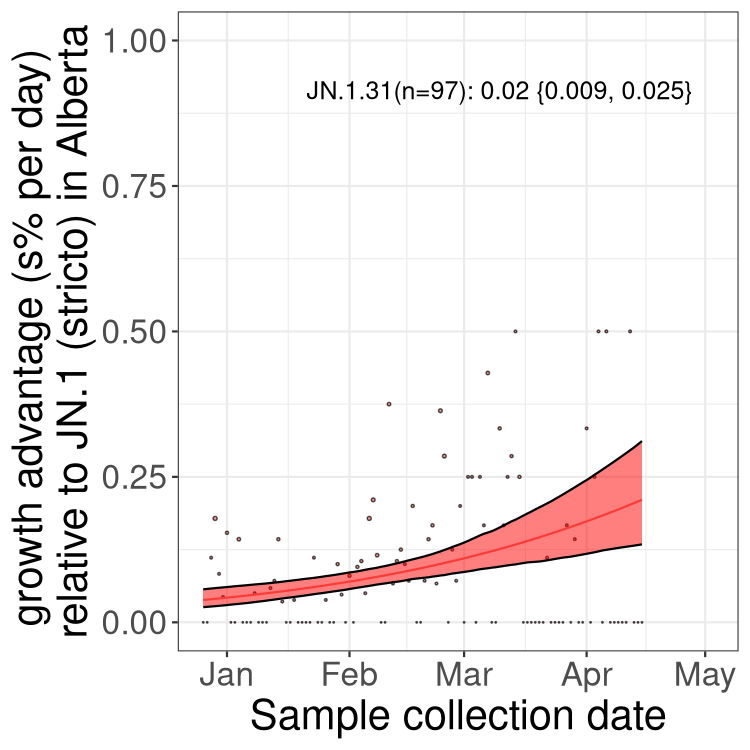 growth advantage (s% per day)
relative to JN.1 (stricto) in Alberta
1.00
0.75
0.50
0.25
0.00
JN.1.31(n=97): 0.02 {0.009, 0.025}
Jan Feb Mar Apr May
Sample collection date